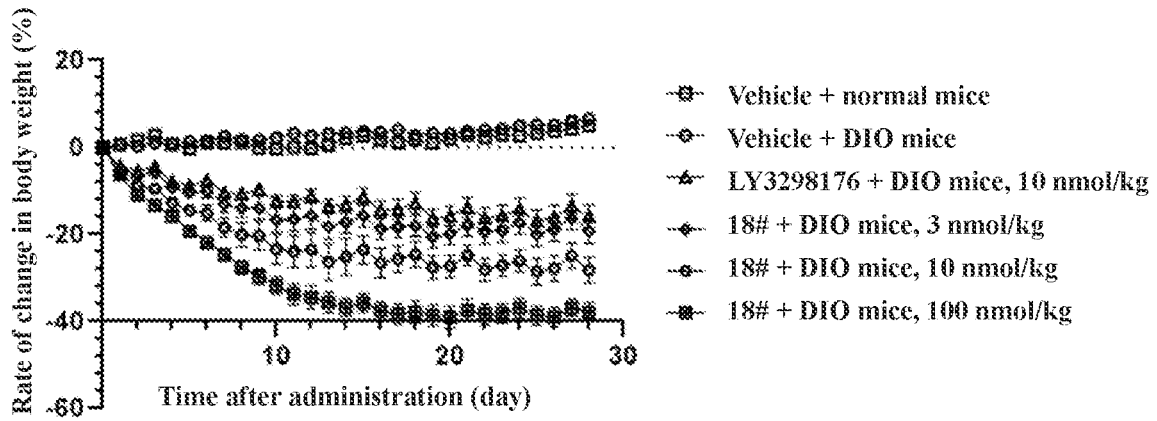 Rate of change in body weight (%)
20
0
-20
-40
-60
10
20
30
Time after administration (day)
Vehicle + normal mice
Vehicle + DIO mice
LY3298176 + DIO mice, 10 nmol/kg
18# + DIO mice, 3 nmol/kg
18# + DIO mice, 10 nmol/kg
18# + DIO mice, 100 nmol/kg